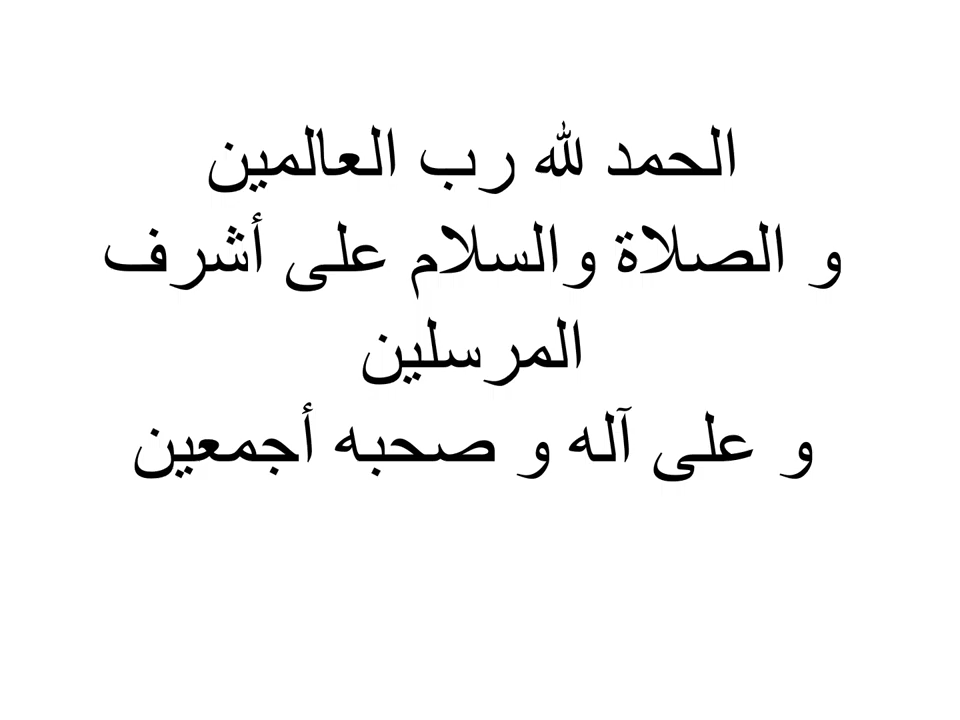 الحمد لله رب العالمين
و الصلاة والسلام على أشرف
المرسلين
و على آله و صحبه أجمعين